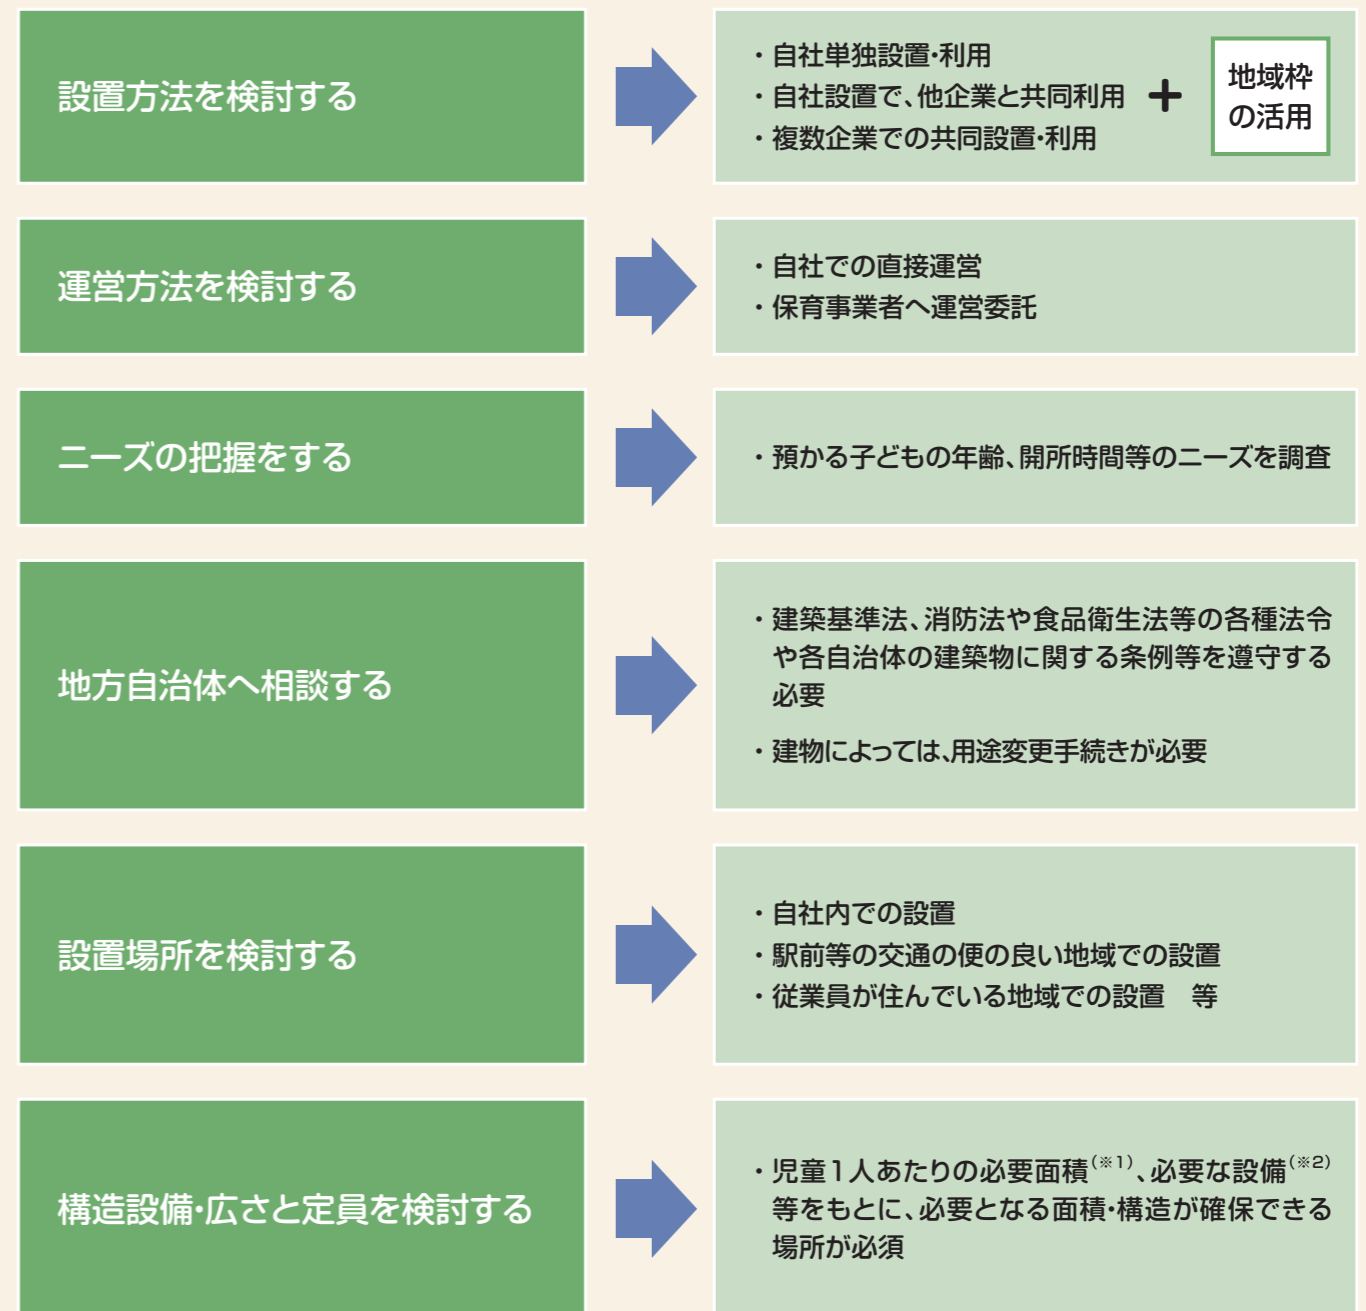 設置方法を検討する
・自社単独設置・利用
・自社設置で、他企業と共同利用
・複数企業での共同設置・利用
＋
地域枠
の活用
運営方法を検討する
・自社での直接運営
・保育事業者へ運営委託
ニーズの把握をする
・預かる子どもの年齢、開所時間等のニーズを調査
地方自治体へ相談する
・建築基準法、消防法や食品衛生法等の各種法令
や各自治体の建築物に関する条例等を遵守する
必要
・建物によっては、用途変更手続きが必要
設置場所を検討する
・自社内での設置
・駅前等の交通の便の良い地域での設置
・従業員が住んでいる地域での設置　等
構造設備・広さと定員を検討する
・児童1人あたりの必要面積(※1)、必要な設備(※2)
等をもとに、必要となる面積・構造が確保できる
場所が必須